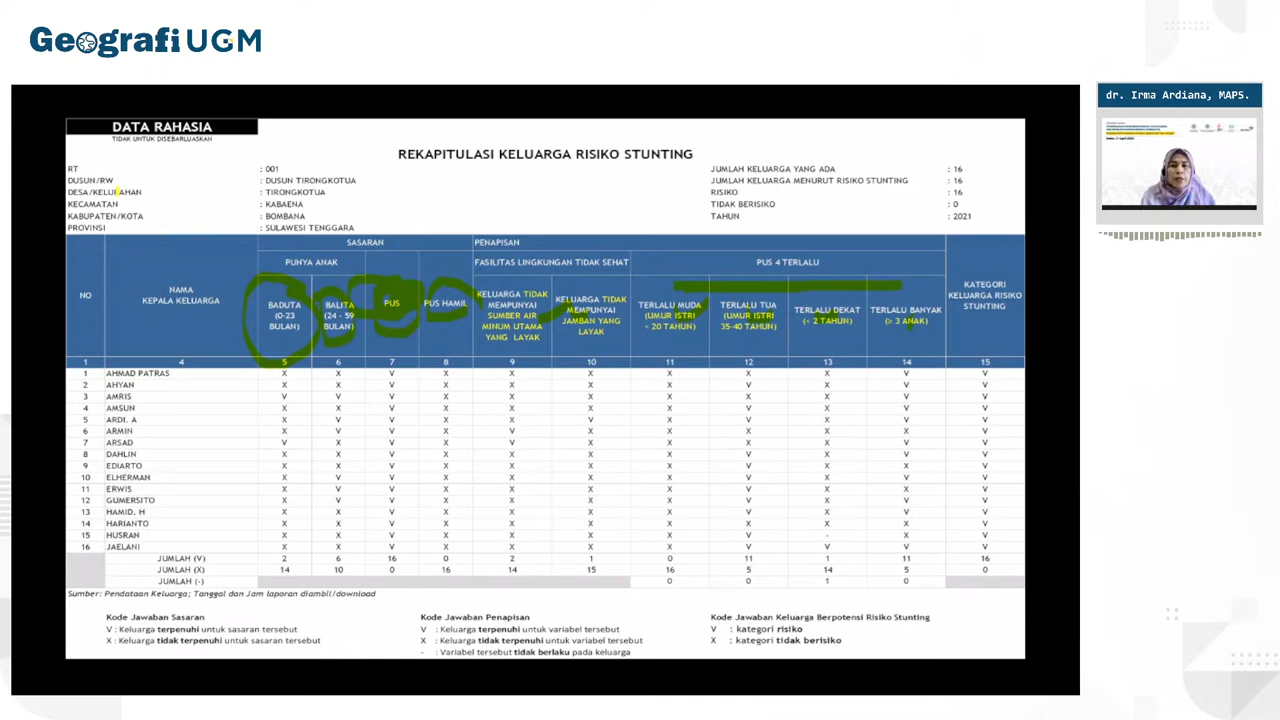 Geografi UGM
dr. Irma Ardiana, MAPS.
DATA RAHASIA
TIDAK UNTUK DISEBARLUASKAN
REKAPITULASI KELUARGA RISIKO STUNTING
RT : 001
DUSUN/RW : DUSUN TIRONGKOTUA
DESA/KELURAHAN : TIRONGKOTUA
KECAMATAN : KABAENA
KABUPATEN/KOTA : BOMBANA
PROVINSI : SULAWESI TENGGARA
JUMLAH KELUARGA YANG ADA : 16
JUMLAH KELUARGA MENURUT RISIKO STUNTING : 16
RISIKO : 16
TIDAK BERISIKO : 0
TAHUN : 2021
SASARAN PENAPISAN
PUNYA ANAK FASILITAS LINGKUNGAN TIDAK SEHAT PUS 4 TERLALU
NO
NAMA
KEPALA KELUARGA
BADUTA
(0-23
BULAN)
BALITA
(24 - 59
BULAN)
PUS
PUS HAMIL
KELUARGA TIDAK
MEMPUNYAI
SUMBER AIR
MINUM UTAMA
YANG LAYAK
KELUARGA TIDAK
MEMPUNYAI
JAMBAN YANG
LAYAK
TERLALU MUDA
(UMUR ISTRI
< 20 TAHUN)
TERLALU TUA
(UMUR ISTRI
35-40 TAHUN)
TERLALU DEKAT
(< 2 TAHUN)
TERLALU BANYAK
(≥ 3 ANAK)
KATEGORI
KELUARGA RISIKO
STUNTING
1 4 5 6 7 8 9 10 11 12 13 14 15
1 AHMAD PATRAS X X V X X X X X X V V
2 AHYAN X X V X X X X V X V V
3 AMRIS V V V X X X X V X V V
4 AMSUN X X V X X X X V X V V
5 ARDI. A X V V X X V X X X V V
6 ARMIN X V V X V X X V X X V
7 ARSAD V X V X V X X X X X V
8 DAHLIN X X V X X X X V X V V
9 EDIARTO X X V X X X X X X V V
10 ELHERMAN X V V X X X X V X V V
11 ERWIS X V V X X X X V X X V
12 GUMERSITO X V V X X X X V X V V
13 HAMID. H X X V X X X X V X V V
14 HARIANTO X X V X X X X X X X V
15 HUSRAN X X V X X X X V - X V
16 JAELANI X X V X X X X V V V V
JUMLAH (V) 2 6 16 0 2 1 0 11 1 11 16
JUMLAH (X) 14 10 0 16 14 15 16 5 14 5 0
JUMLAH (-) 0 0 1 0
Sumber: Pendataan Keluarga; Tanggal dan Jam laporan diambil/download
Kode Jawaban Sasaran
V : Keluarga terpenuhi untuk sasaran tersebut
X : Keluarga tidak terpenuhi untuk sasaran tersebut
Kode Jawaban Penapisan
V : Keluarga terpenuhi untuk variabel tersebut
X : Keluarga tidak terpenuhi untuk variabel tersebut
- : Variabel tersebut tidak berlaku pada keluarga
Kode Jawaban Keluarga Berpotensi Risiko Stunting
V : kategori risiko
X : kategori tidak berisiko